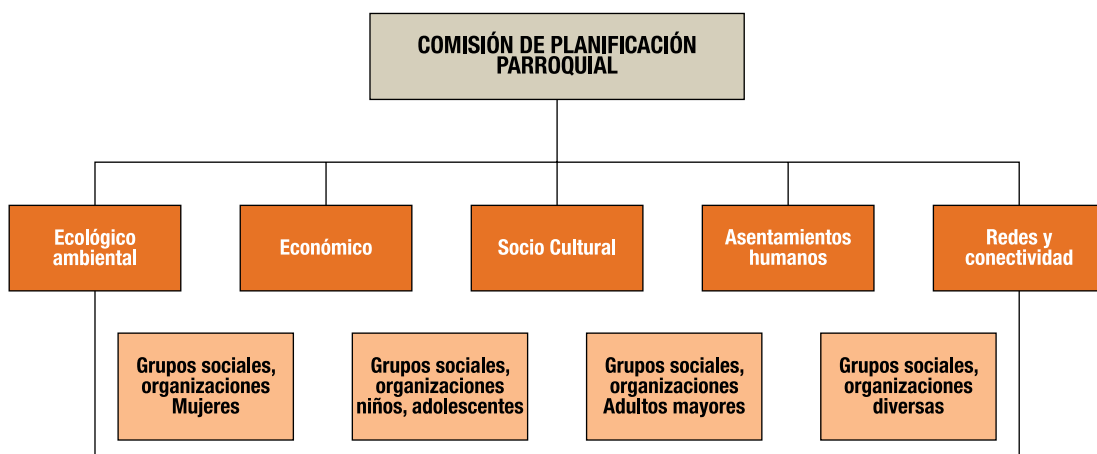 COMISIÓN DE PLANIFICACIÓN
PARROQUIAL
Ecológico
ambiental
Económico
Socio Cultural
Asentamientos
humanos
Redes y
conectividad
Grupos sociales,
organizaciones
Mujeres
Grupos sociales,
organizaciones
niños, adolescentes
Grupos sociales,
organizaciones
Adultos mayores
Grupos sociales,
organizaciones
diversas